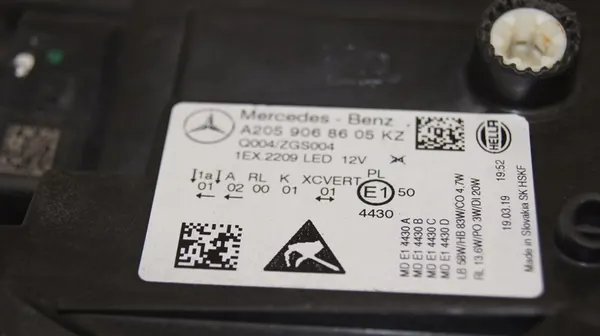 Mercedes - Benz
A205 906 86 05 KZ
Q004/ZGS004
1EX.2209 LED 12V
1a A RL K XCVERT PL
01 02 00 01 01
E1 50
4430
HELLA
MD E1 4430 A
MD E1 4430 B
MD E1 4430 C
MD E1 4430 D
LB 58W/HB 83W/CO 4.7W
RL 13.6W/PO 3W/DI 20W
19.03.19 19:52
Made in Slovakia SK HSKF